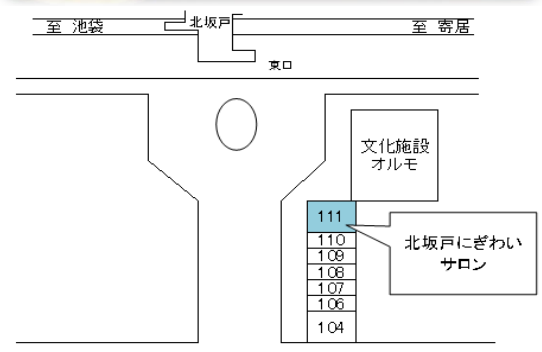 至 池袋
北坂戸
至 寄居
東口
文化施設
オルモ
111
110
109
108
107
106
104
北坂戸にぎわい
サロン